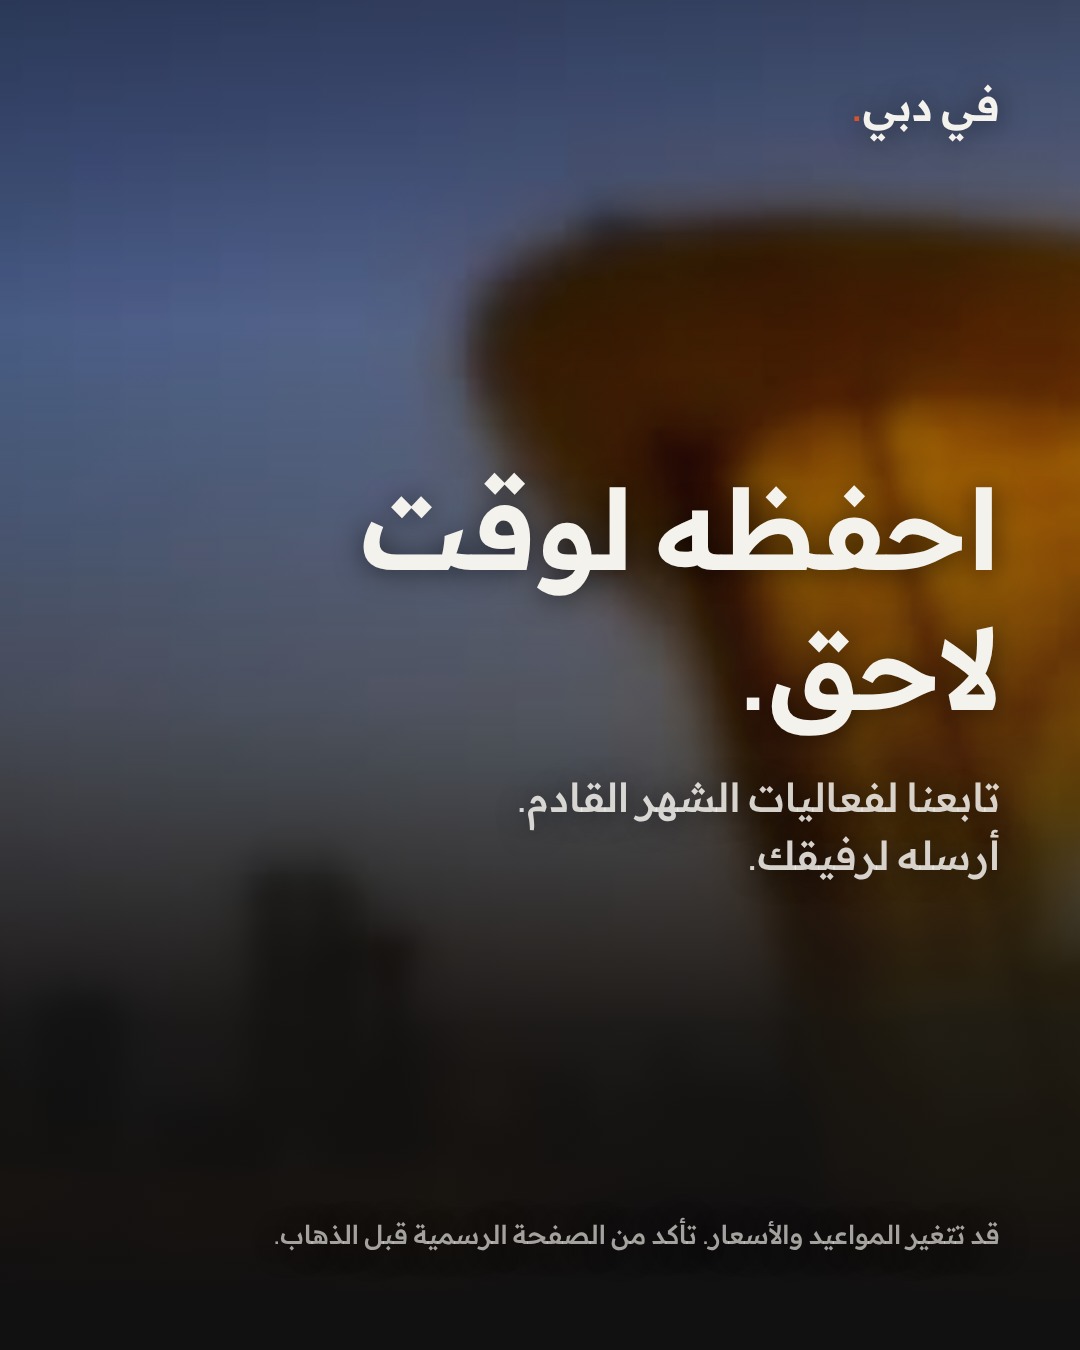 في دبي.
احفظه لوقت
لاحق.
تابعنا لفعاليات الشهر القادم.
أرسله لرفيقك.
قد تتغير المواعيد والأسعار. تأكد من الصفحة الرسمية قبل الذهاب.